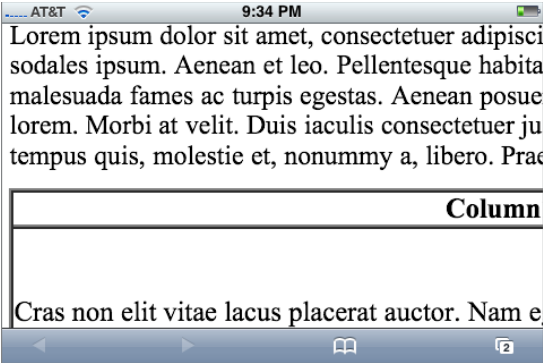 AT&T 9:34 PM
Lorem ipsum dolor sit amet, consectetuer adipisci
sodales ipsum. Aenean et leo. Pellentesque habita
malesuada fames ac turpis egestas. Aenean posue
lorem. Morbi at velit. Duis iaculis consectetuer ju
tempus quis, molestie et, nonummy a, libero. Prae
Column
Cras non elit vitae lacus placerat auctor. Nam e
2